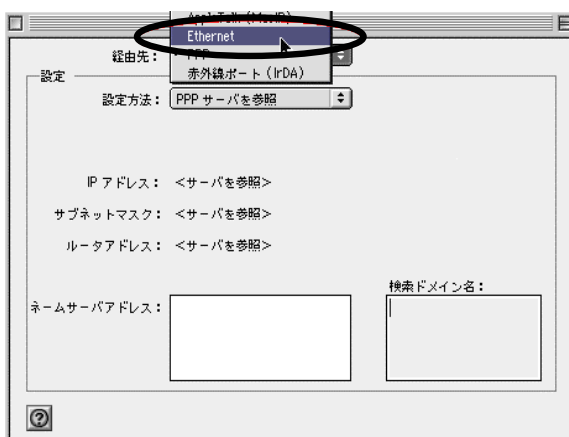 AppleTalk (MacIP)
Ethernet
経由先： PPP
赤外線ポート (IrDA)
設定
設定方法： PPP サーバを参照
IP アドレス： <サーバを参照>
サブネットマスク： <サーバを参照>
ルータアドレス： <サーバを参照>
検索ドメイン名：
ネームサーバアドレス：